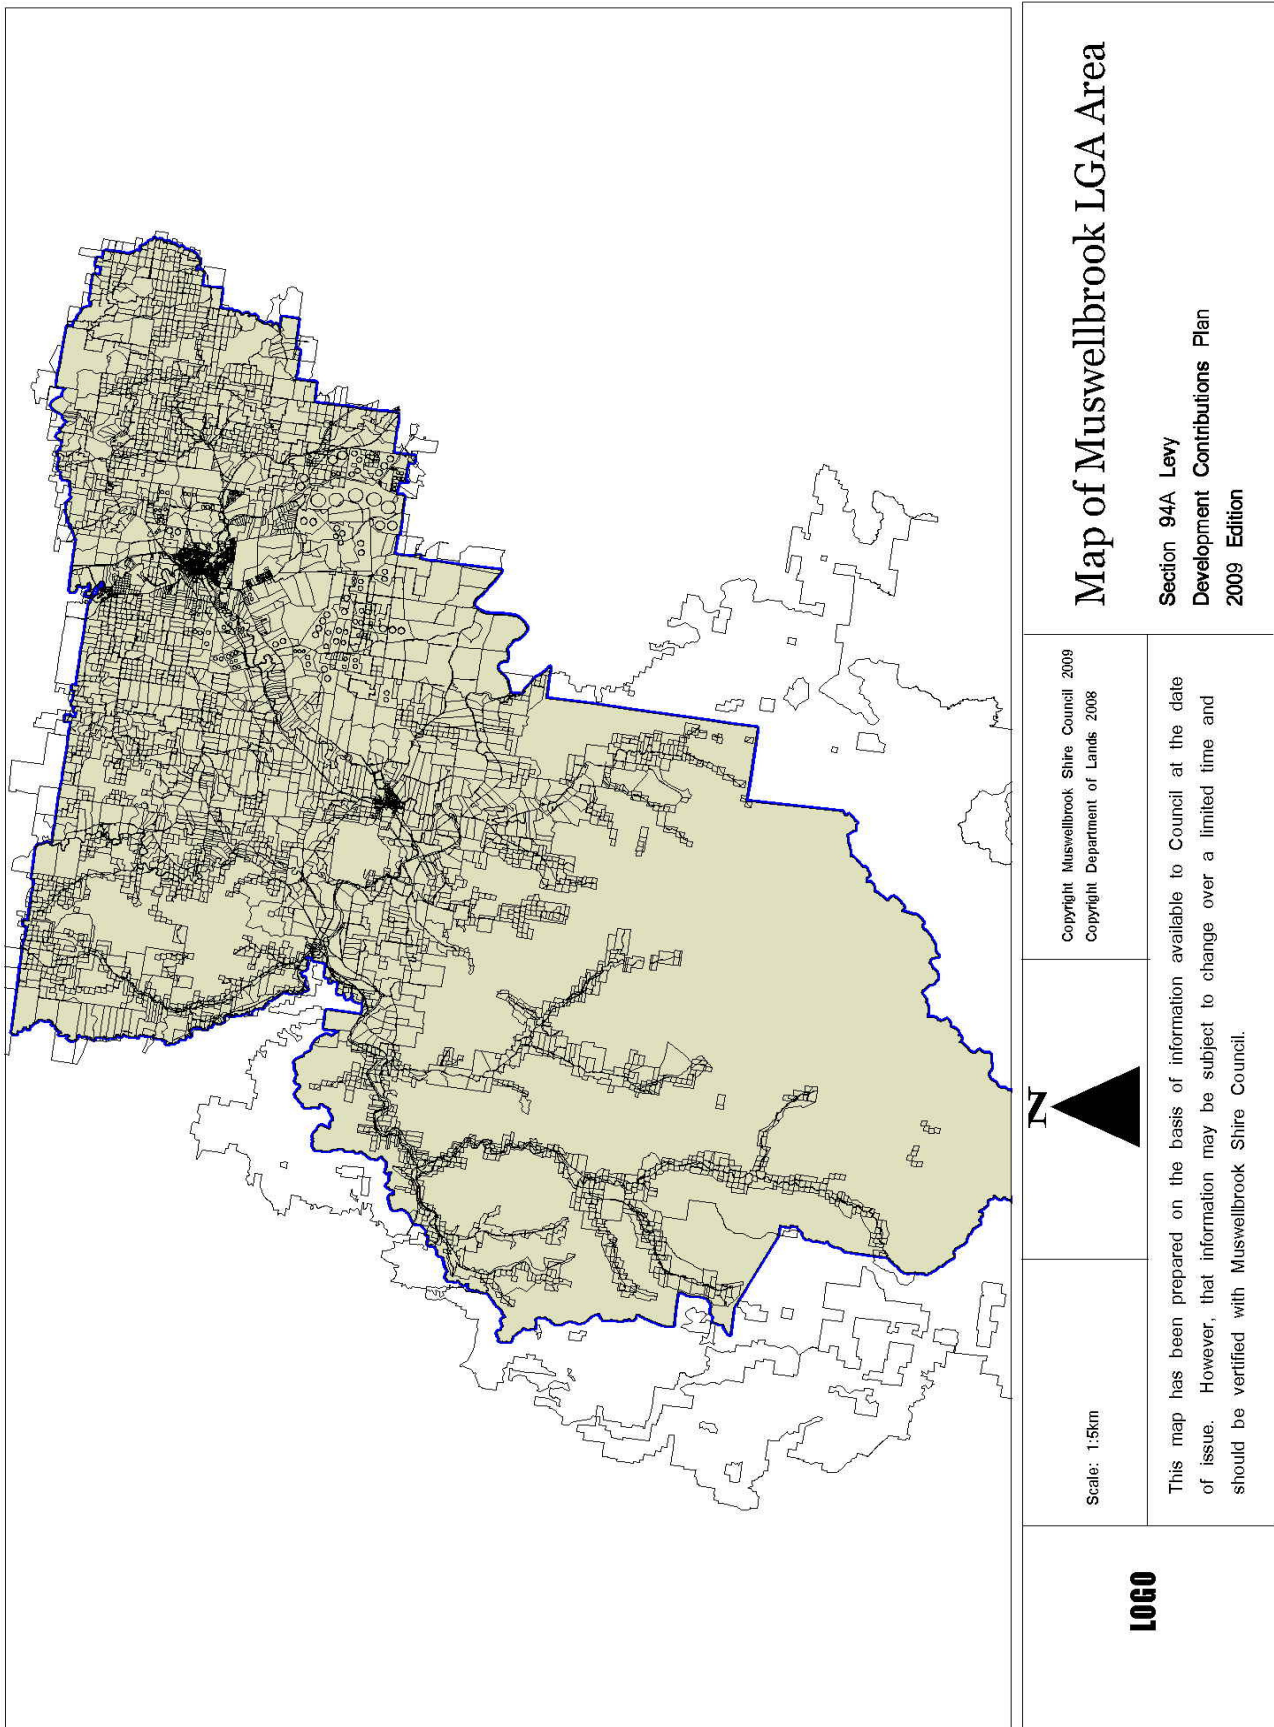 Map of Muswellbrook LGA Area
Section 94A Levy
Development Contributions Plan
2009 Edition
Copyright Muswellbrook Shire Council 2009
Copyright Department of Lands 2008
N
Scale: 1:5km
This map has been prepared on the basis of information available to Council at the date
of issue. However, that information may be subject to change over a limited time and
should be vertified with Muswellbrook Shire Council.
LOGO